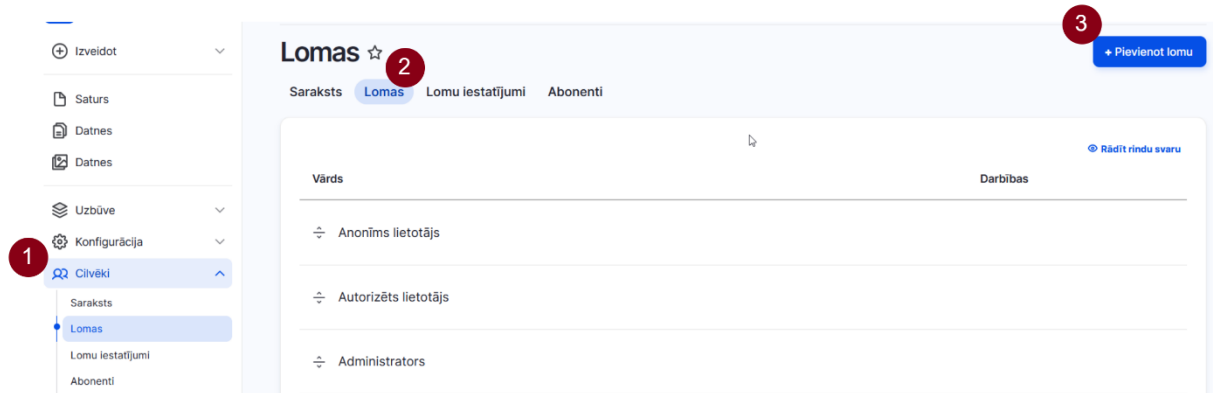 Izveidot
Saturs
Datnes
Datnes
Uzbūve
1
Konfigurācija
Cilvēki
Saraksts
Lomas
Lomu iestatījumi
Abonenti
Lomas
2
3
+ Pievienot lomu
Saraksts Lomas Lomu iestatījumi Abonenti
Rādīt rindu svaru
Vārds Darbības
Anonīms lietotājs
Autorizēts lietotājs
Administrators